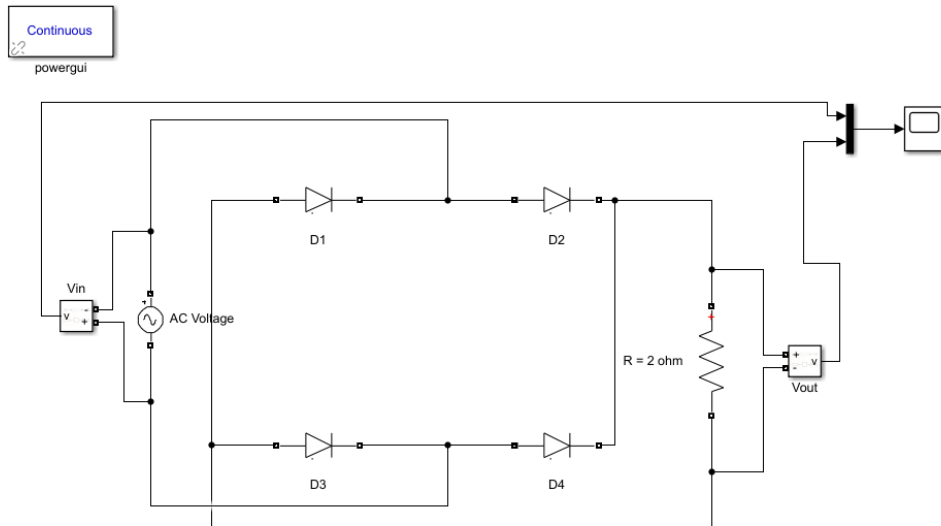 Continuous
powergui
D1
D2
Vin
-
+
v
+
AC Voltage
+
R = 2 ohm
+
-
v
Vout
D3
D4